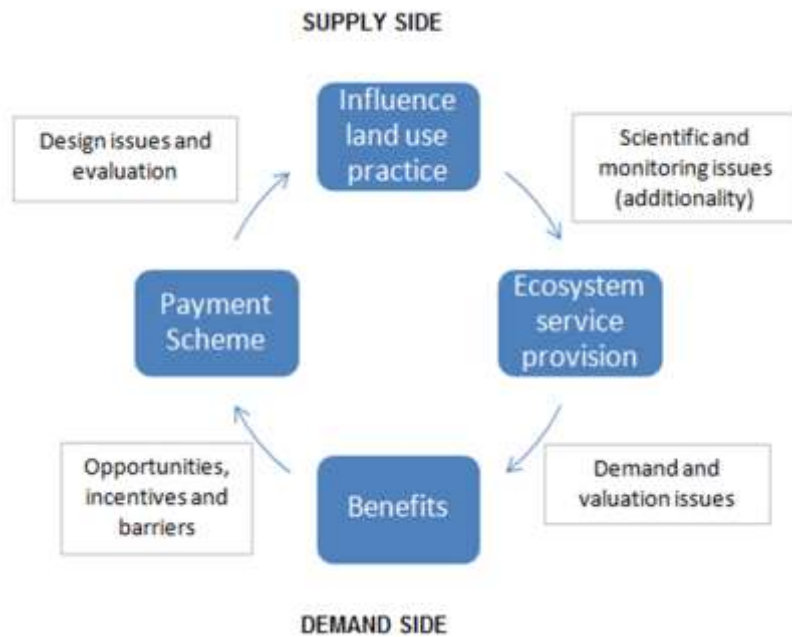 SUPPLY SIDE
Influence
land use
practice
Design issues and
evaluation
Scientific and
monitoring issues
(additionality)
Payment
Scheme
Ecosystem
service
provision
Opportunities,
incentives and
barriers
Benefits
Demand and
valuation issues
DEMAND SIDE